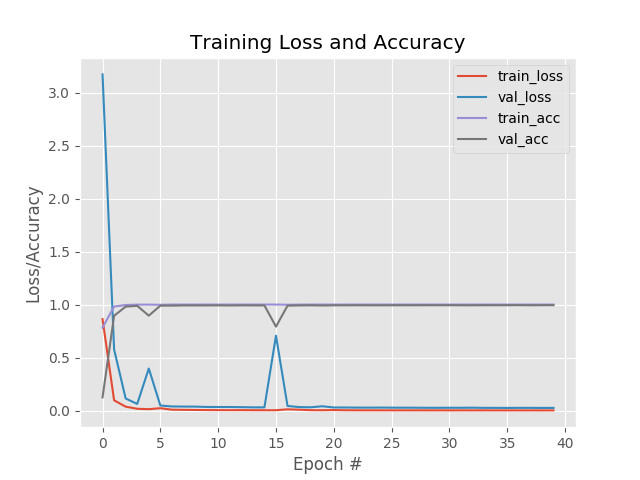 Training Loss and Accuracy
train_loss
val_loss
train_acc
val_acc
3.0
2.5
2.0
1.5
1.0
0.5
0.0
Loss/Accuracy
0 5 10 15 20 25 30 35 40
Epoch #